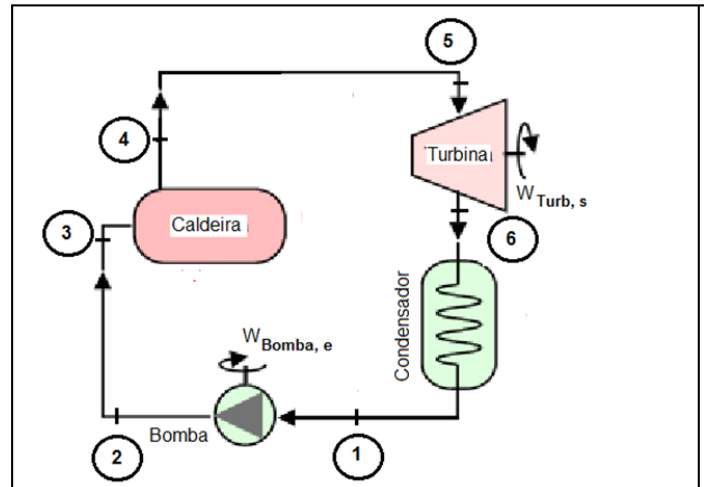 5
4
Turbina
W Turb, s
3
Caldeira
6
Condensador
W Bomba, e
Bomba
2
1